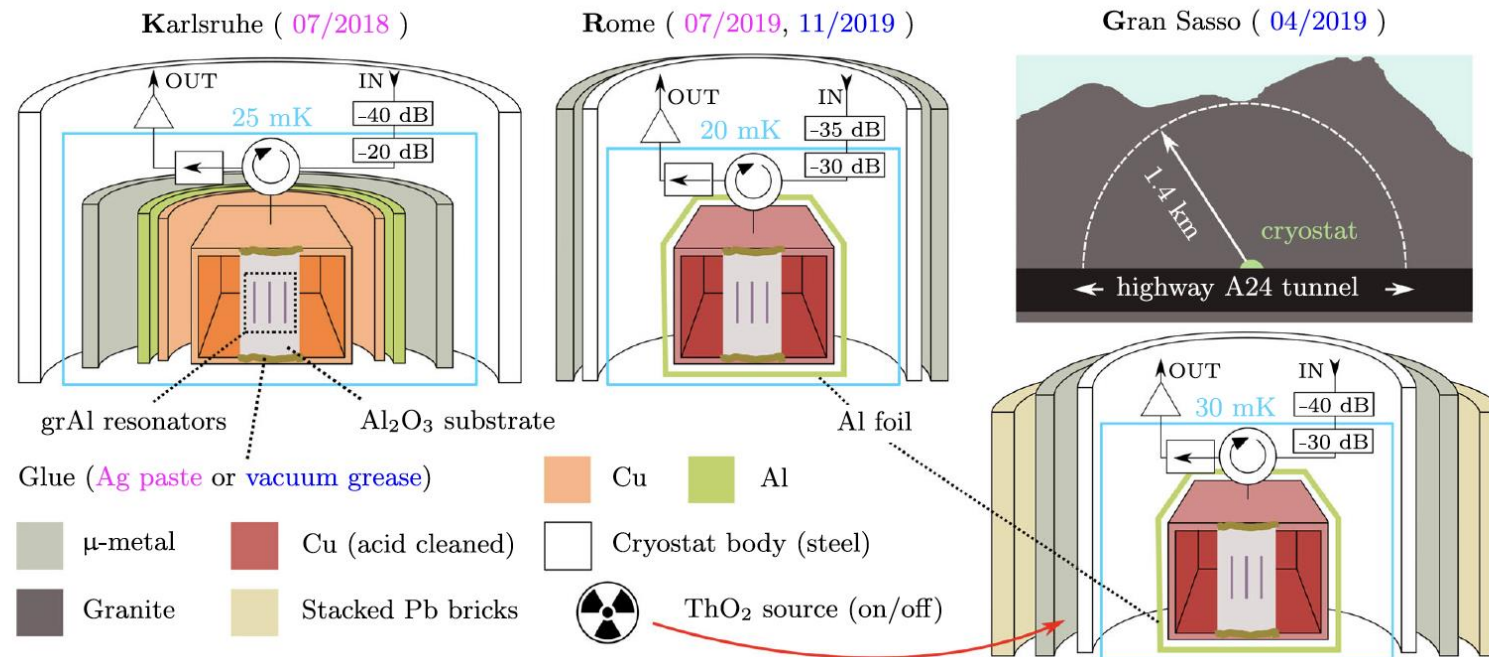 Karlsruhe ( 07/2018 )
OUT
IN
-40 dB
-20 dB
25 mK
grAl resonators
Al₂O₃ substrate
Rome ( 07/2019, 11/2019 )
OUT
IN
-35 dB
-30 dB
20 mK
Al foil
Gran Sasso ( 04/2019 )
1.4 km
cryostat
highway A24 tunnel
OUT
IN
-40 dB
-30 dB
30 mK
Glue (Ag paste or vacuum grease)
Cu
Al
μ-metal
Cu (acid cleaned)
Cryostat body (steel)
Granite
Stacked Pb bricks
ThO₂ source (on/off)